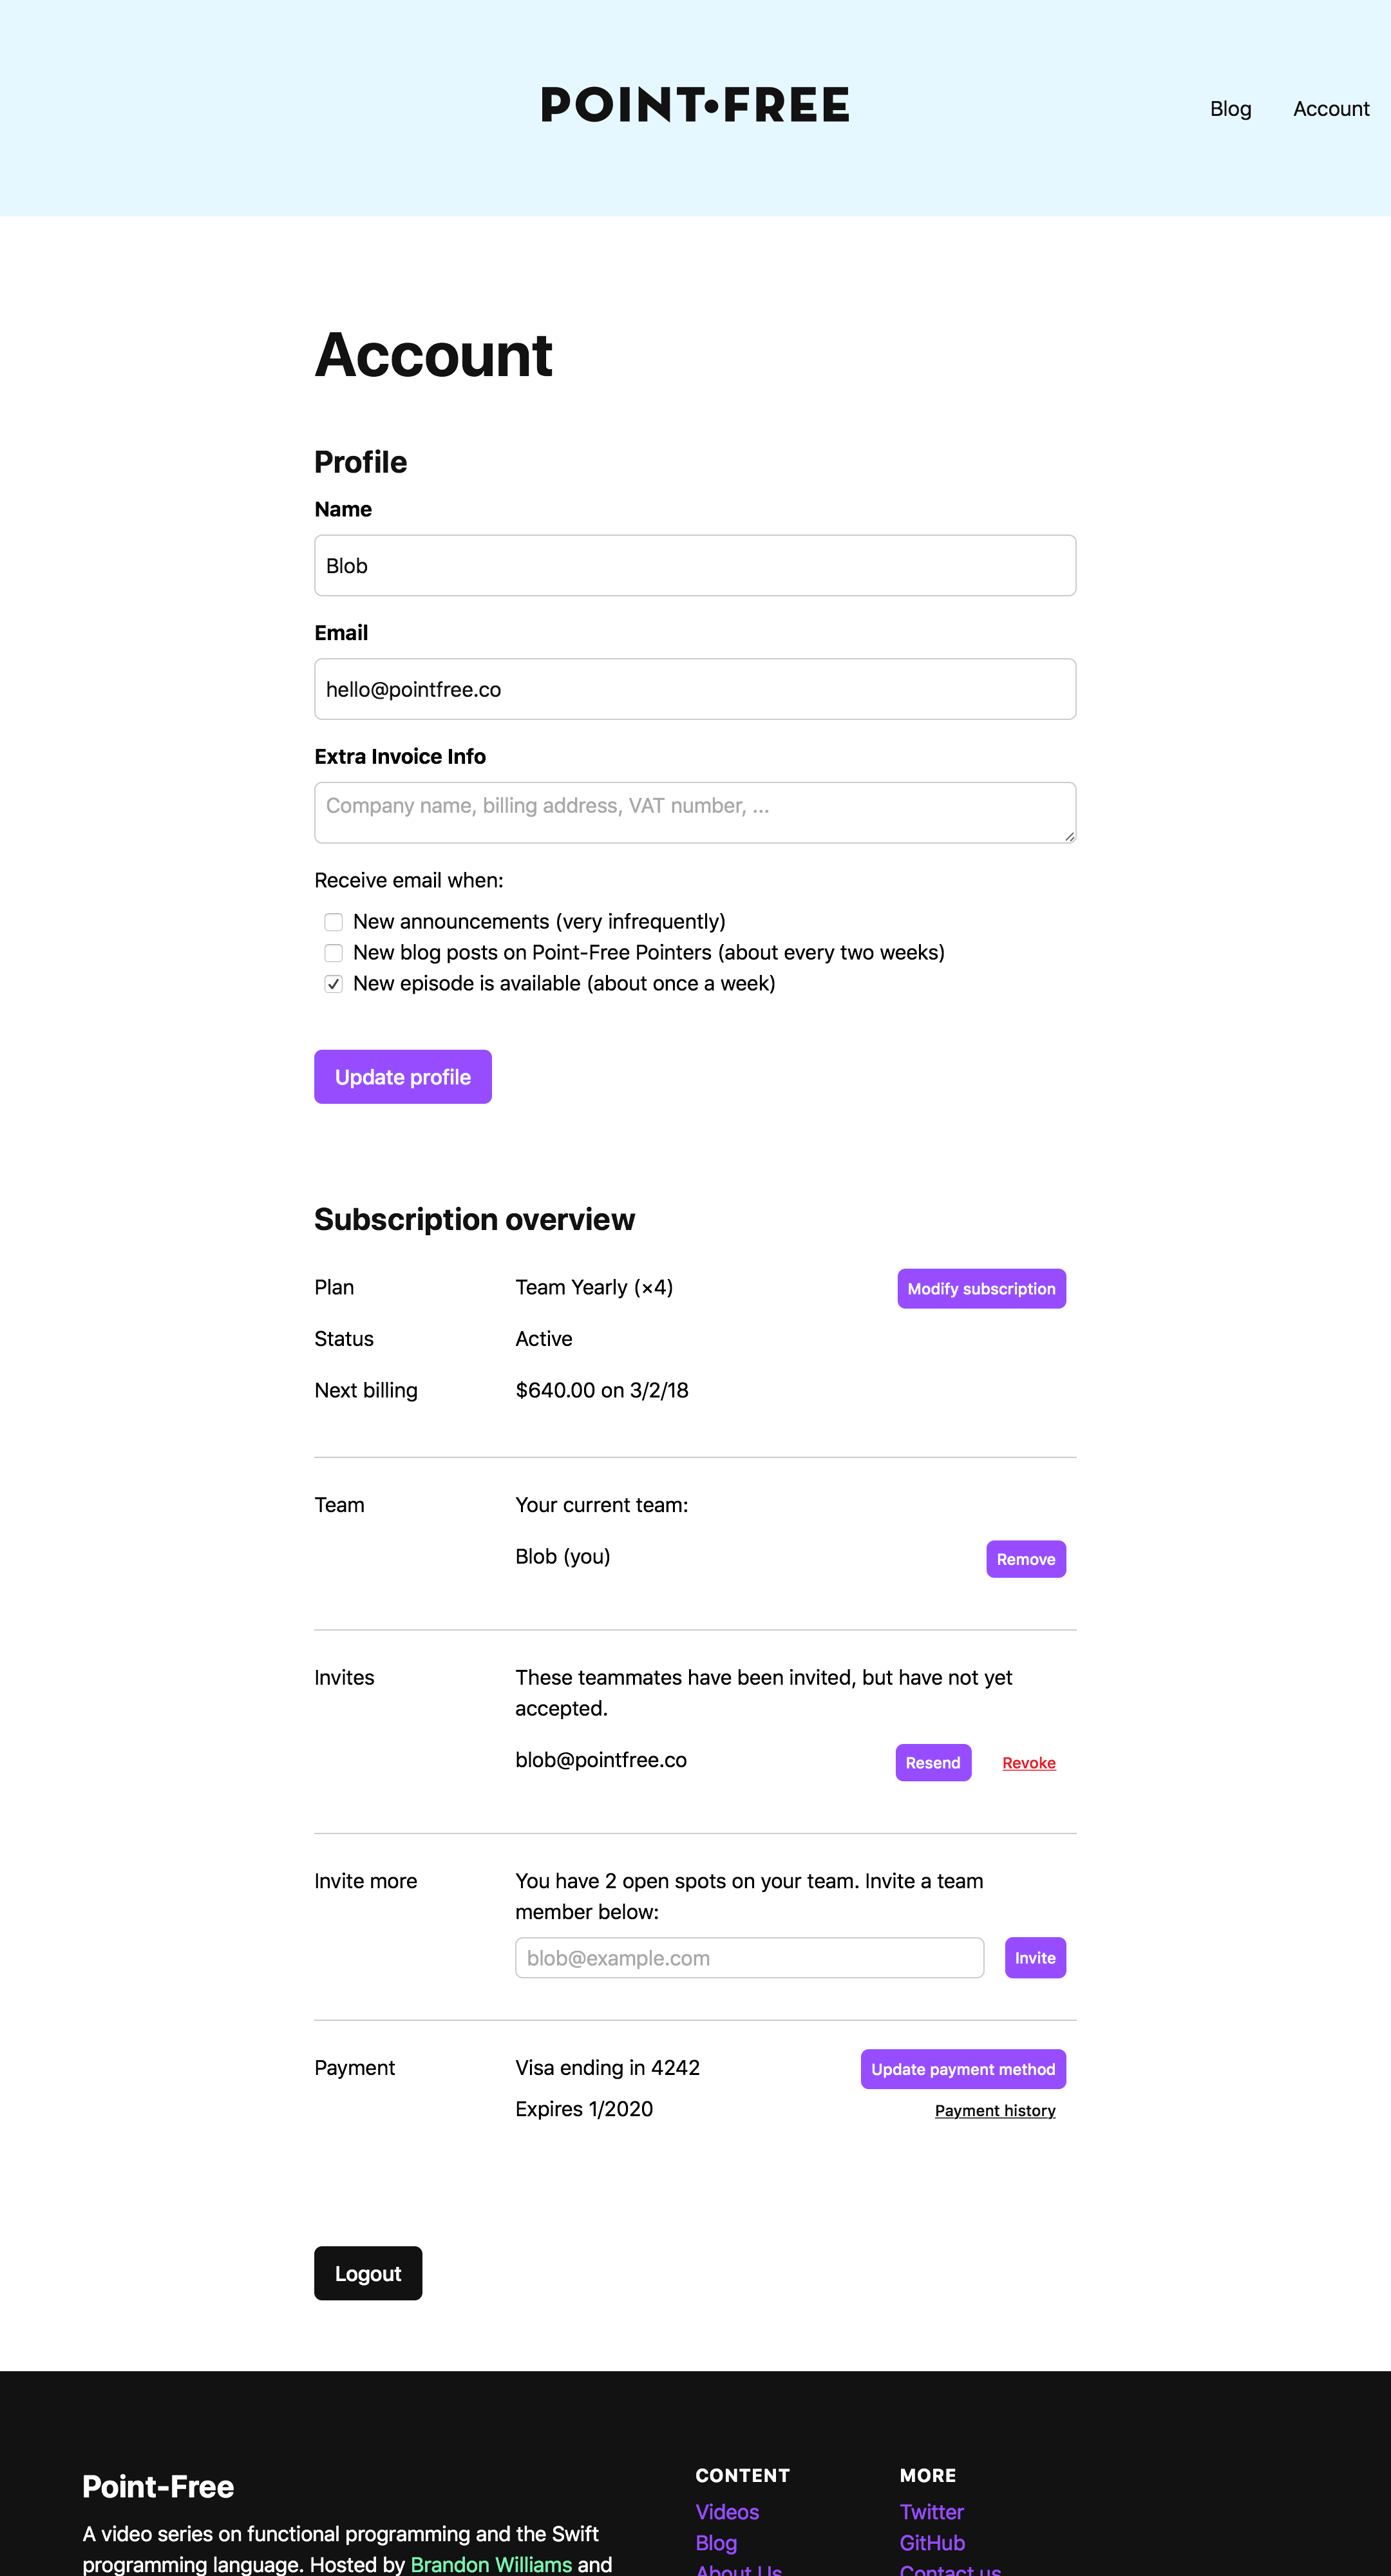 POINT•FREE
Blog
Account
Account
Profile
Name
Blob
Email
hello@pointfree.co
Extra Invoice Info
Company name, billing address, VAT number, ...
Receive email when:
New announcements (very infrequently)
New blog posts on Point-Free Pointers (about every two weeks)
New episode is available (about once a week)
Update profile
Subscription overview
Plan
Team Yearly (×4)
Modify subscription
Status
Active
Next billing
$640.00 on 3/2/18
Team
Your current team:
Blob (you)
Remove
Invites
These teammates have been invited, but have not yet
accepted.
blob@pointfree.co
Resend
Revoke
Invite more
You have 2 open spots on your team. Invite a team
member below:
blob@example.com
Invite
Payment
Visa ending in 4242
Update payment method
Expires 1/2020
Payment history
Logout
Point-Free
A video series on functional programming and the Swift
programming language. Hosted by Brandon Williams and
CONTENT
Videos
Blog
About Us
MORE
Twitter
GitHub
Contact us